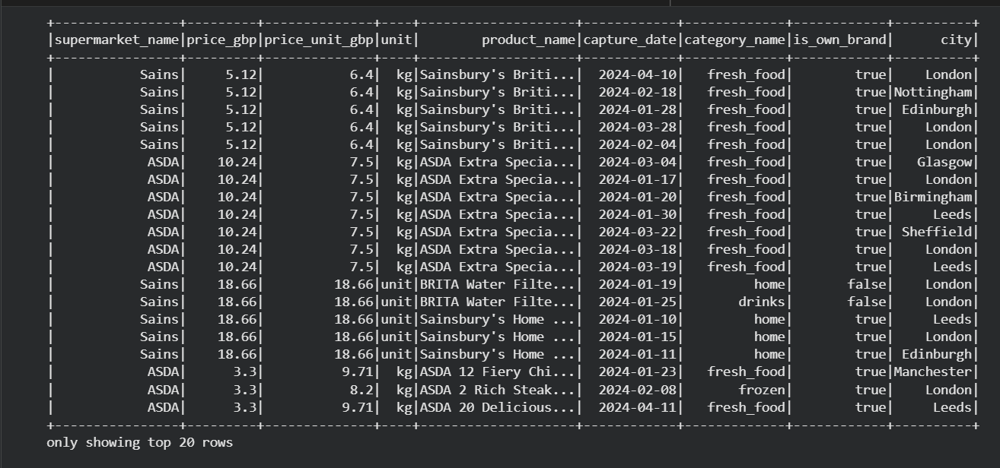 +----------------+---------+--------------+----+--------------------+------------+-------------+------------+----------+
|supermarket_name|price_gbp|price_unit_gbp|unit|        product_name|capture_date|category_name|is_own_brand|      city|
+----------------+---------+--------------+----+--------------------+------------+-------------+------------+----------+
|           Sains|     5.12|           6.4|  kg|Sainsbury's Briti...|  2024-04-10|   fresh_food|        true|    London|
|           Sains|     5.12|           6.4|  kg|Sainsbury's Briti...|  2024-02-18|   fresh_food|        true|Nottingham|
|           Sains|     5.12|           6.4|  kg|Sainsbury's Briti...|  2024-01-28|   fresh_food|        true| Edinburgh|
|           Sains|     5.12|           6.4|  kg|Sainsbury's Briti...|  2024-03-28|   fresh_food|        true|    London|
|           Sains|     5.12|           6.4|  kg|Sainsbury's Briti...|  2024-02-04|   fresh_food|        true|    London|
|            ASDA|    10.24|           7.5|  kg|ASDA Extra Specia...|  2024-03-04|   fresh_food|        true|   Glasgow|
|            ASDA|    10.24|           7.5|  kg|ASDA Extra Specia...|  2024-01-17|   fresh_food|        true|    London|
|            ASDA|    10.24|           7.5|  kg|ASDA Extra Specia...|  2024-01-20|   fresh_food|        true|Birmingham|
|            ASDA|    10.24|           7.5|  kg|ASDA Extra Specia...|  2024-01-30|   fresh_food|        true|     Leeds|
|            ASDA|    10.24|           7.5|  kg|ASDA Extra Specia...|  2024-03-22|   fresh_food|        true| Sheffield|
|            ASDA|    10.24|           7.5|  kg|ASDA Extra Specia...|  2024-03-18|   fresh_food|        true|    London|
|            ASDA|    10.24|           7.5|  kg|ASDA Extra Specia...|  2024-03-19|   fresh_food|        true|     Leeds|
|           Sains|    18.66|         18.66|unit|BRITA Water Filte...|  2024-01-19|         home|       false|    London|
|           Sains|    18.66|         18.66|unit|BRITA Water Filte...|  2024-01-25|       drinks|       false|    London|
|           Sains|    18.66|         18.66|unit|Sainsbury's Home ...|  2024-01-10|         home|        true|     Leeds|
|           Sains|    18.66|         18.66|unit|Sainsbury's Home ...|  2024-01-15|         home|        true|    London|
|           Sains|    18.66|         18.66|unit|Sainsbury's Home ...|  2024-01-11|         home|        true| Edinburgh|
|            ASDA|      3.3|          9.71|  kg|ASDA 12 Fiery Chi...|  2024-01-23|   fresh_food|        true|Manchester|
|            ASDA|      3.3|           8.2|  kg|ASDA 2 Rich Steak...|  2024-02-08|       frozen|        true|    London|
|            ASDA|      3.3|          9.71|  kg|ASDA 20 Delicious...|  2024-04-11|   fresh_food|        true|     Leeds|
+----------------+---------+--------------+----+--------------------+------------+-------------+------------+----------+
only showing top 20 rows